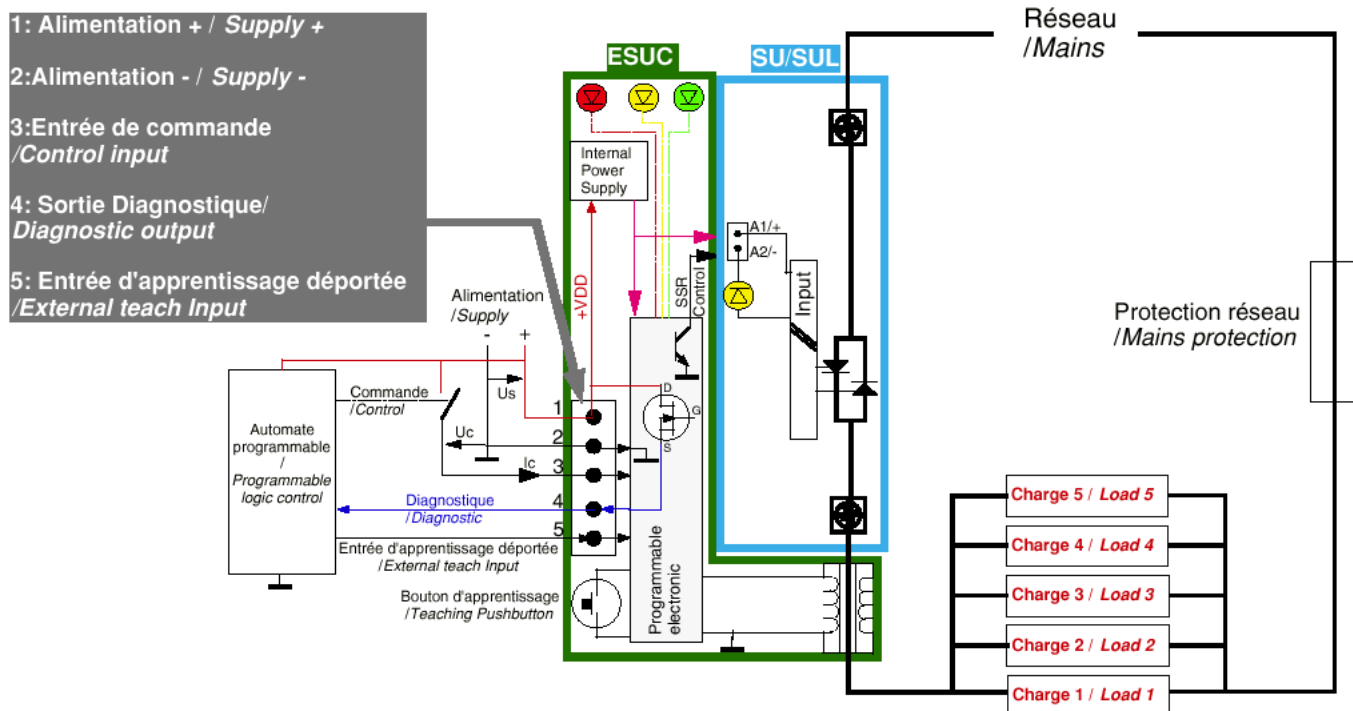 1: Alimentation + / Supply +
2:Alimentation - / Supply -
3:Entrée de commande
/Control input
4: Sortie Diagnostique/
Diagnostic output
5: Entrée d'apprentissage déportée
/External teach Input
ESUC
SU/SUL
Réseau
/Mains
Internal
Power
Supply
A1/+
A2/-
+VDD
SSR
Control
Input
Protection réseau
/Mains protection
Alimentation
/Supply
-
+
Us
Commande
/Control
Uc
Ic
Automate
programmable
/
Programmable
logic control
1
2
3
4
5
D
G
S
Diagnostique
/Diagnostic
Entrée d'apprentissage déportée
/External teach Input
Bouton d'apprentissage
/Teaching Pushbutton
Programmable
electronic
Charge 5 / Load 5
Charge 4 / Load 4
Charge 3 / Load 3
Charge 2 / Load 2
Charge 1 / Load 1